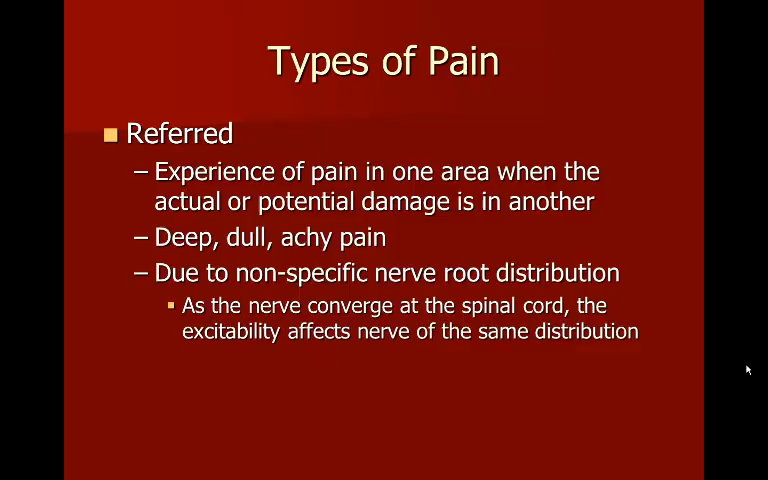 Types of Pain
Referred
– Experience of pain in one area when the
actual or potential damage is in another
– Deep, dull, achy pain
– Due to non-specific nerve root distribution
As the nerve converge at the spinal cord, the
excitability affects nerve of the same distribution